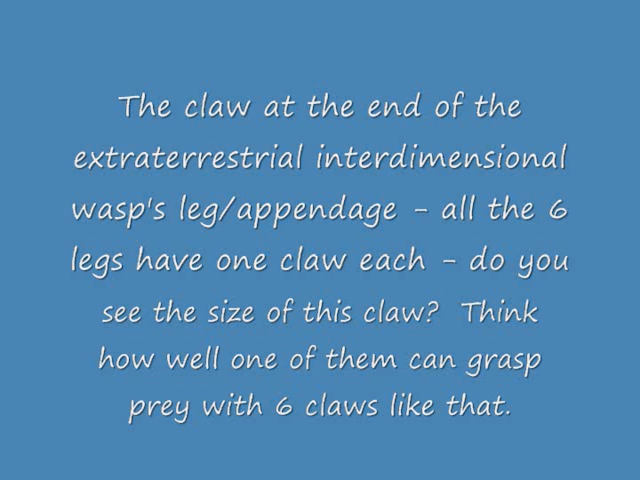 The claw at the end of the
extraterrestrial interdimensional
wasp's leg/appendage - all the 6
legs have one claw each - do you
see the size of this claw?  Think
how well one of them can grasp
prey with 6 claws like that.